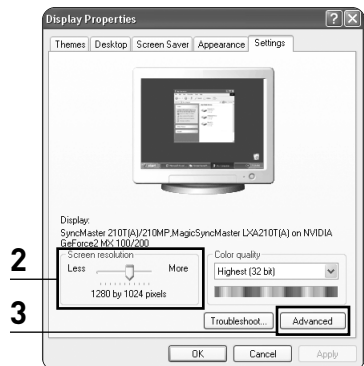 Display Properties
Themes Desktop Screen Saver Appearance Settings
Display:
SyncMaster 210T(A)/210MP,MagicSyncMaster LXA210T(A) on NVIDIA
GeForce2 MX 100/200
Screen resolution
Less More
1280 by 1024 pixels
Color quality
Highest (32 bit)
2
3
Troubleshoot... Advanced
OK Cancel Apply